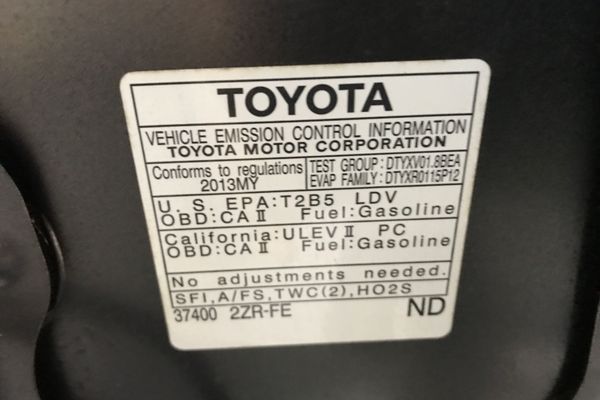 TOYOTA
VEHICLE EMISSION CONTROL INFORMATION
TOYOTA MOTOR CORPORATION
Conforms to regulations
2013MY
TEST GROUP : DTYXV01.8BEA
EVAP FAMILY : DTYXR0115P12
U. S. EPA:T2B5 LDV
OBD:CA II Fuel:Gasoline
California:ULEV II PC
OBD:CA II Fuel:Gasoline
No adjustments needed.
SFI,A/FS,TWC(2),HO2S
37400 2ZR-FE ND